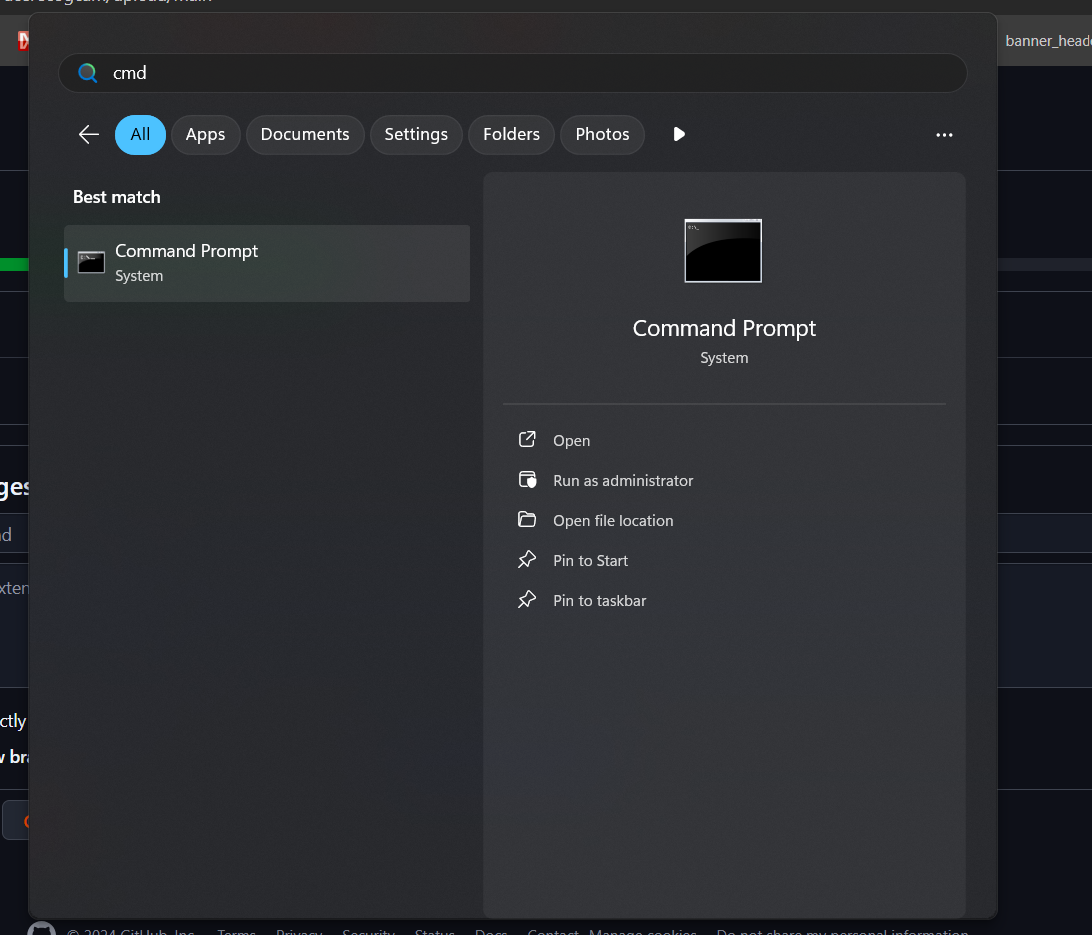 cmd
banner_head
All
Apps
Documents
Settings
Folders
Photos
Best match
Command Prompt
System
Command Prompt
System
Open
Run as administrator
Open file location
Pin to Start
Pin to taskbar
ges
d
xten
ctly
w bra
© 2024 GitHub, Inc. Terms Privacy Security Status Docs Contact Manage cookies Do not share my personal information